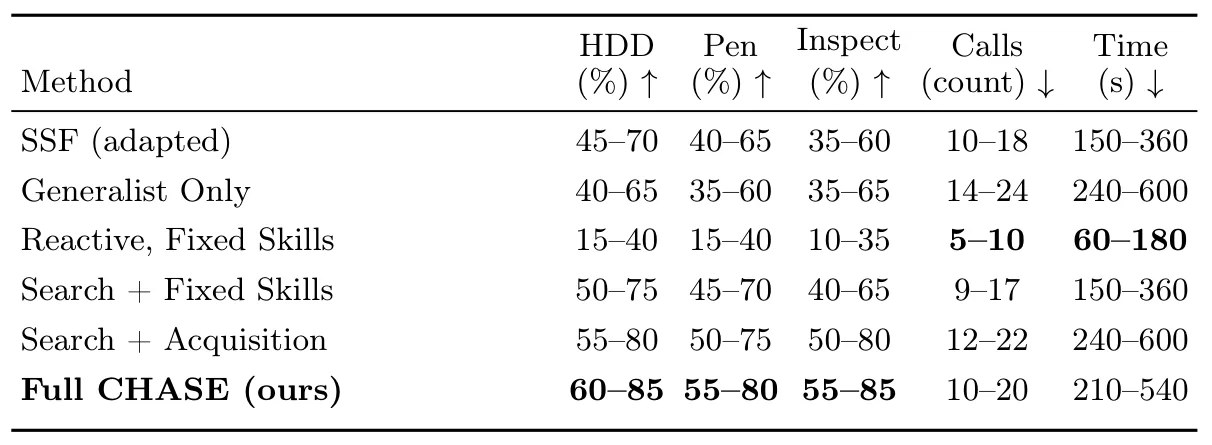 Method HDD (%) ↑ Pen (%) ↑ Inspect (%) ↑ Calls (count) ↓ Time (s) ↓
SSF (adapted) 45–70 40–65 35–60 10–18 150–360
Generalist Only 40–65 35–60 35–65 14–24 240–600
Reactive, Fixed Skills 15–40 15–40 10–35 5–10 60–180
Search + Fixed Skills 50–75 45–70 40–65 9–17 150–360
Search + Acquisition 55–80 50–75 50–80 12–22 240–600
Full CHASE (ours) 60–85 55–80 55–85 10–20 210–540